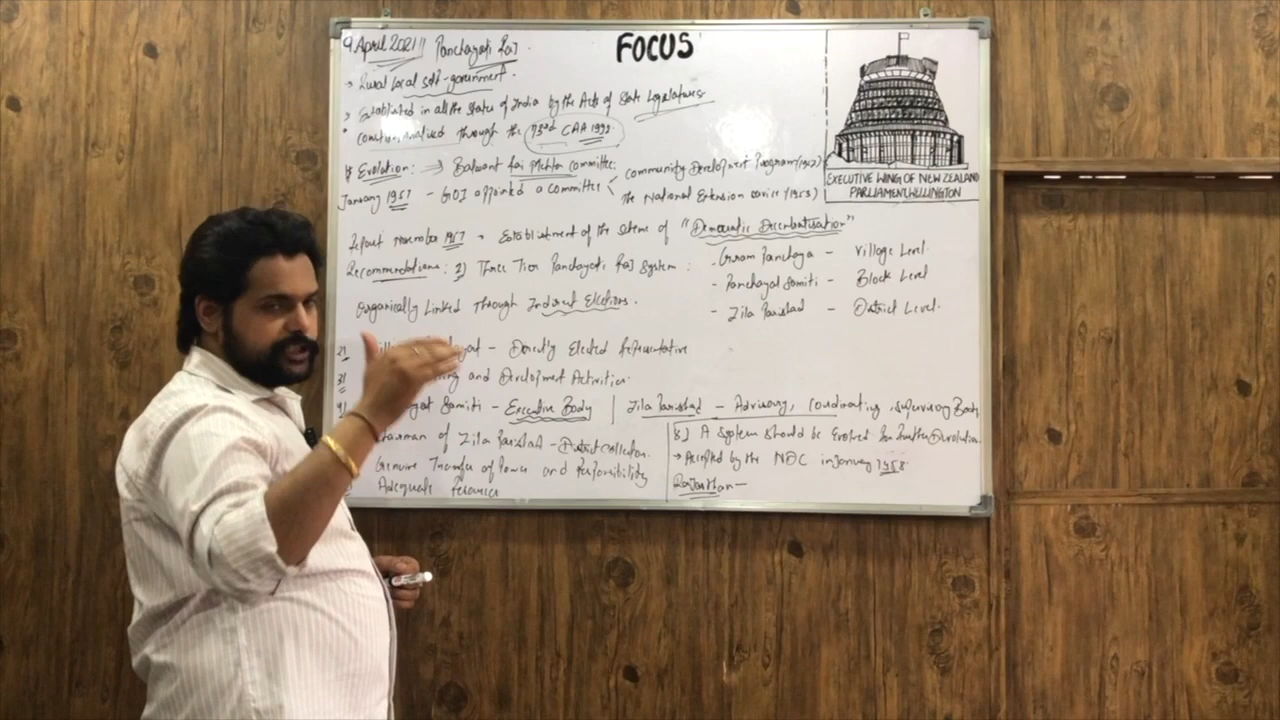 FOCUS
9 April 2021 || Panchayati Raj.
→ Rural Local self-government.
→ Established in all the States of India by the Acts of State Legislatures
through the 73rd CAA 1992.
Evolution: ⇒ Balwant Rai Mehta Committee:
January 1957 - GOI appointed a committee
Community Development Program (1952)
the National Extension Service (1953)
Report November 1957 - Establishment of the scheme of "Democratic Decentralisation"
Recommendations: 1) Three Tier Panchayati Raj System:
- Gram Panchaya - Village Level.
- Panchayat Samiti - Block Level
- Zila Parishad - District Level.
Organically Linked Through Indirect Elections.
2) - Directly Elected Representative
3) and Development Activities.
4) Samiti - Executive Body | Zila Parishad - Advisory, Coordinating, supervisory Body
of Zila Parishad - District Collector.
Genuine Transfer of Power and Responsibility
Adequate Resources
8) A system should be Evolved for further Devolution
→ Accepted by the NDC in January 1958.
Rajasthan -
EXECUTIVE WING OF NEW ZEALAND
PARLIAMENT, WELLINGTON